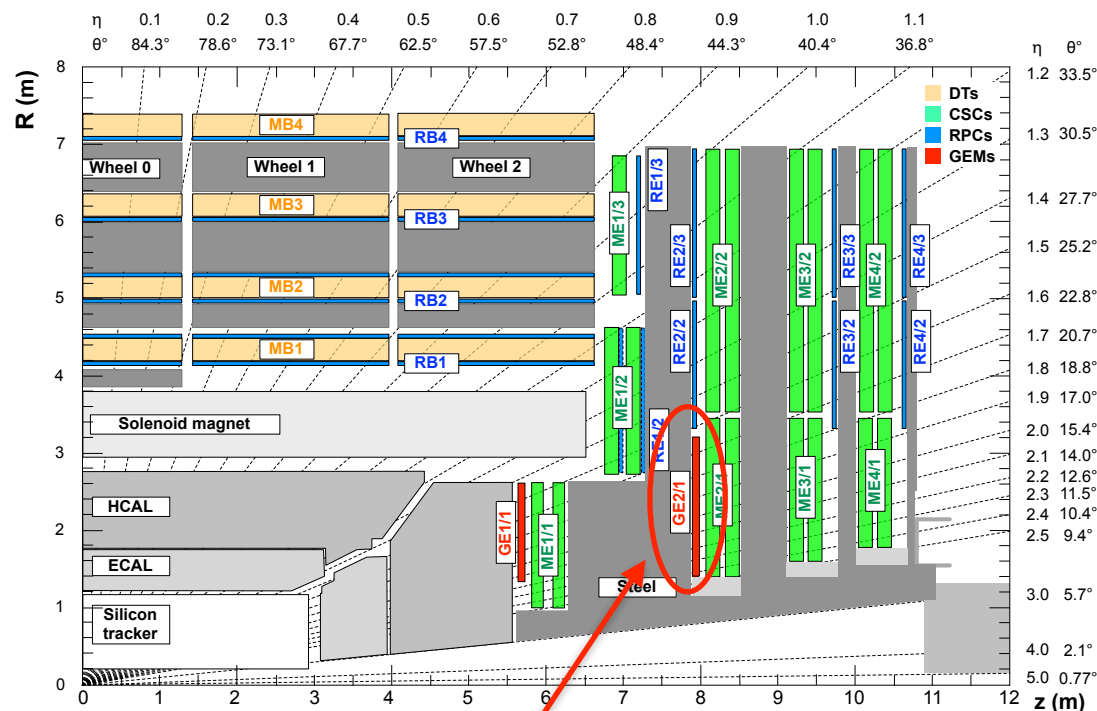 η 0.1 0.2 0.3 0.4 0.5 0.6 0.7 0.8 0.9 1.0 1.1
θ° 84.3° 78.6° 73.1° 67.7° 62.5° 57.5° 52.8° 48.4° 44.3° 40.4° 36.8° η θ°
R (m)
8
7
6
5
4
3
2
1
0
1.2 33.5°
1.3 30.5°
1.4 27.7°
1.5 25.2°
1.6 22.8°
1.7 20.7°
1.8 18.8°
1.9 17.0°
2.0 15.4°
2.1 14.0°
2.2 12.6°
2.3 11.5°
2.4 10.4°
2.5 9.4°
3.0 5.7°
4.0 2.1°
5.0 0.77°
DTs
CSCs
RPCs
GEMs
MB4
RB4
Wheel 0 Wheel 1 Wheel 2
MB3
RB3
MB2
RB2
MB1
RB1
Solenoid magnet
HCAL
ECAL
Silicon
tracker
Steel
ME1/3
RE1/3
RE2/3
ME2/2
ME3/2
RE3/3
ME4/2
RE4/3
ME1/2
RE1/2
RE2/2
RE3/2
RE4/2
GE1/1
ME1/1
GE2/1
ME2/1
ME3/1
ME4/1
0 1 2 3 4 5 6 7 8 9 10 11 12
z (m)